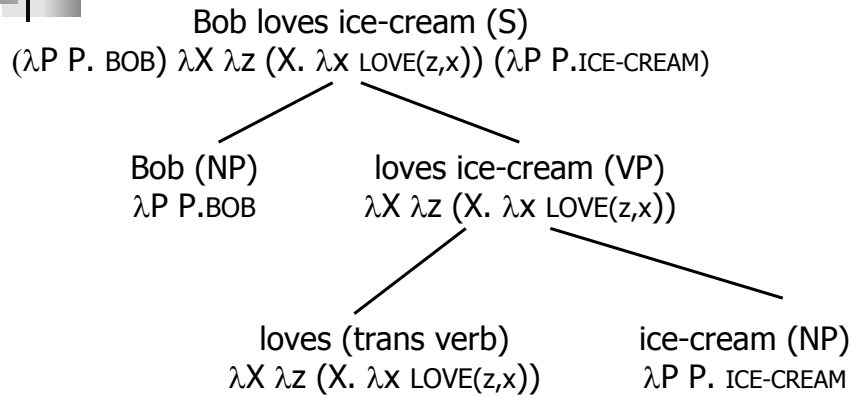 Bob loves ice-cream (S)
(λP P. BOB) λX λz (X. λx LOVE(z,x)) (λP P.ICE-CREAM)
Bob (NP) loves ice-cream (VP)
λP P.BOB λX λz (X. λx LOVE(z,x))
loves (trans verb) ice-cream (NP)
λX λz (X. λx LOVE(z,x)) λP P. ICE-CREAM